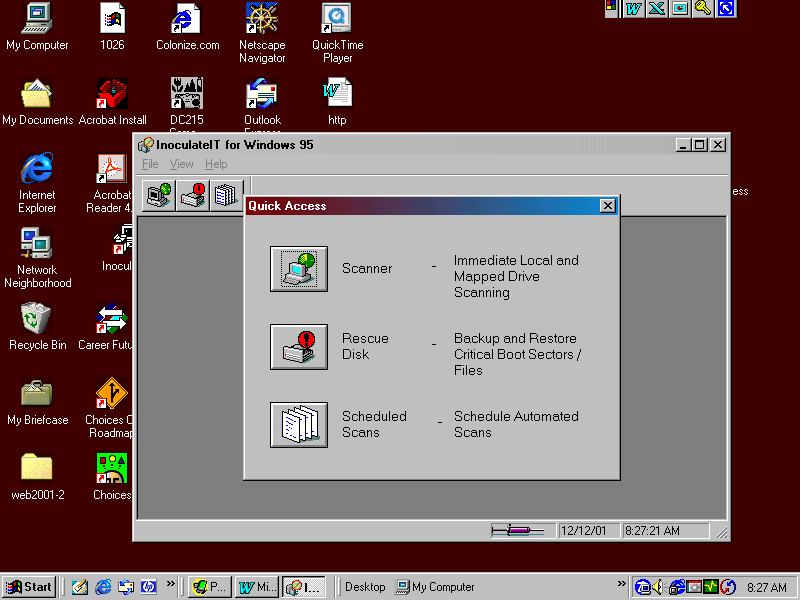 My Computer
1026
Colonize.com
Netscape
Navigator
QuickTime
Player
My Documents
Acrobat Install
DC215
Outlook
http
InoculateIT for Windows 95
File View Help
Internet
Explorer
Acrobat
Reader 4.
ess
Quick Access
Scanner
-
Immediate Local and
Mapped Drive
Scanning
Network
Neighborhood
Inocul
Rescue
Disk
-
Backup and Restore
Critical Boot Sectors /
Files
Recycle Bin
Career Futu
My Briefcase
Choices C
Roadmap
Scheduled
Scans
-
Schedule Automated
Scans
web2001-2
Choices
12/12/01
8:27:21 AM
Start
»
P...
Mi...
I...
Desktop
My Computer
»
8:27 AM